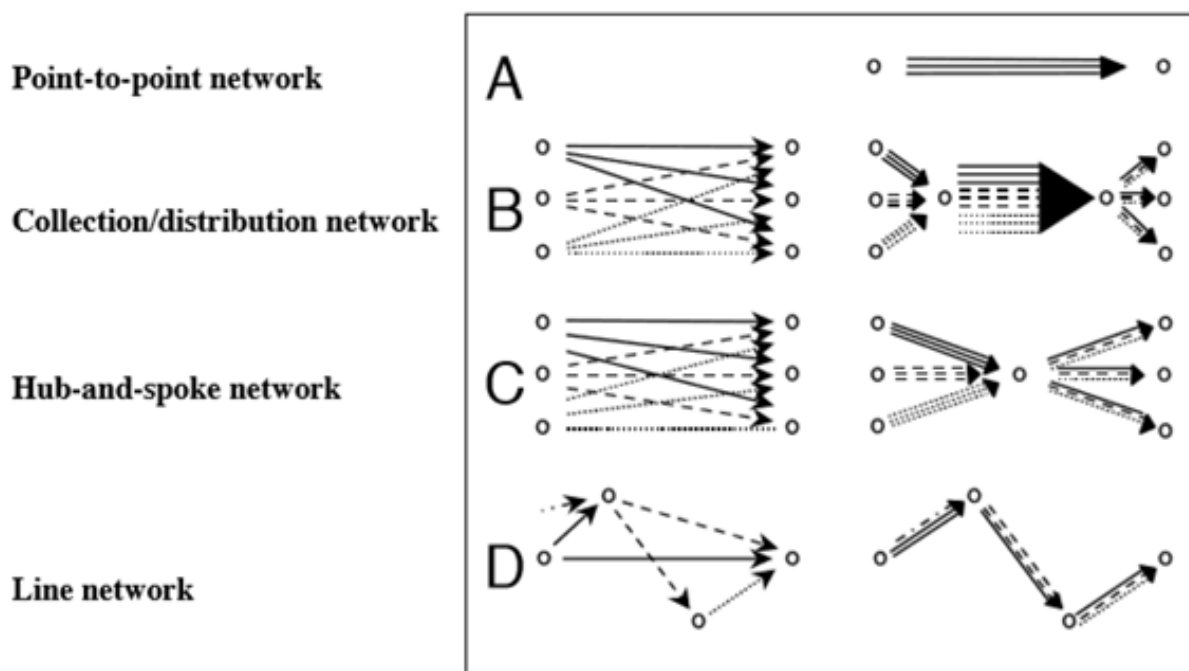 Point-to-point network
A
B
Collection/distribution network
Hub-and-spoke network
C
D
Line network